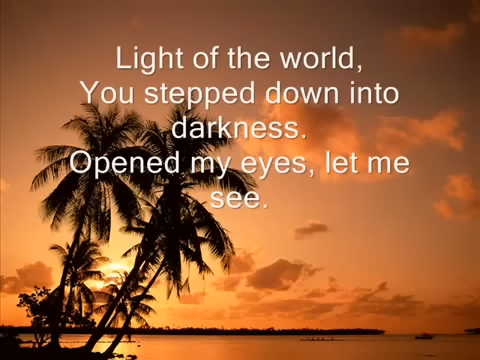 Light of the world,
You stepped down into
darkness.
Opened my eyes, let me
see.